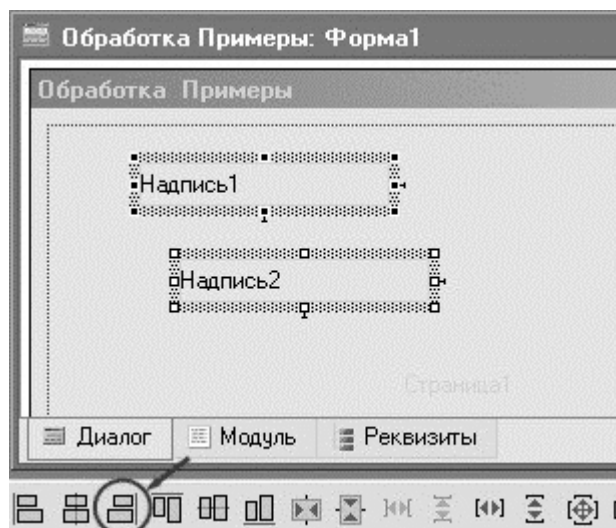 Обработка Примеры: Форма1
Обработка Примеры
Надпись1
Надпись2
Страница1
Диалог Модуль Реквизиты